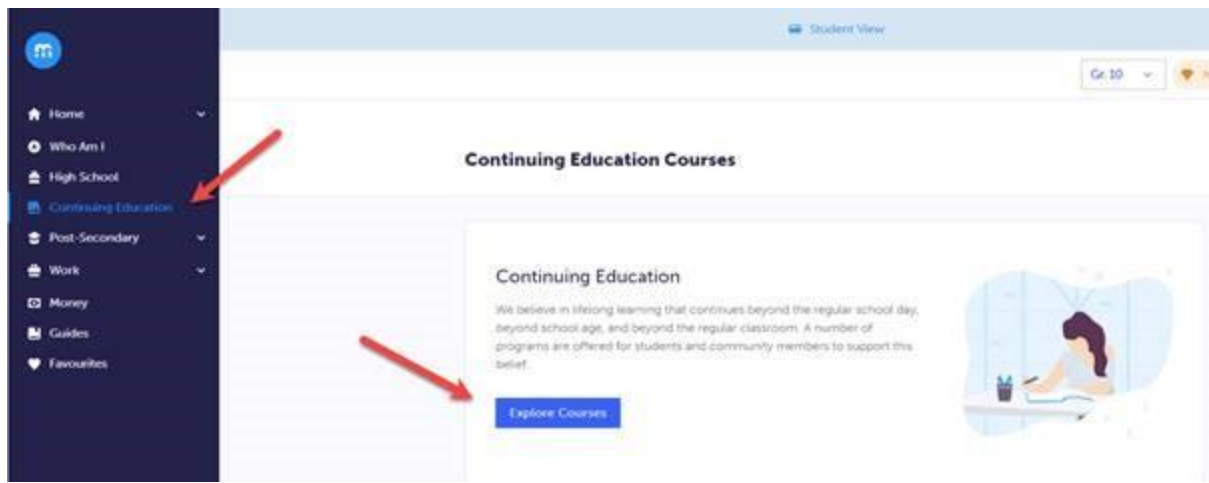 m
Student View
Gr. 10
Home
Who Am I
High School
Continuing Education
Post-Secondary
Work
Money
Guides
Favourites
Continuing Education Courses
Continuing Education
We believe in lifelong learning that continues beyond the regular school day,
beyond school age, and beyond the regular classroom. A number of
programs are offered for students and community members to support this
belief.
Explore Courses